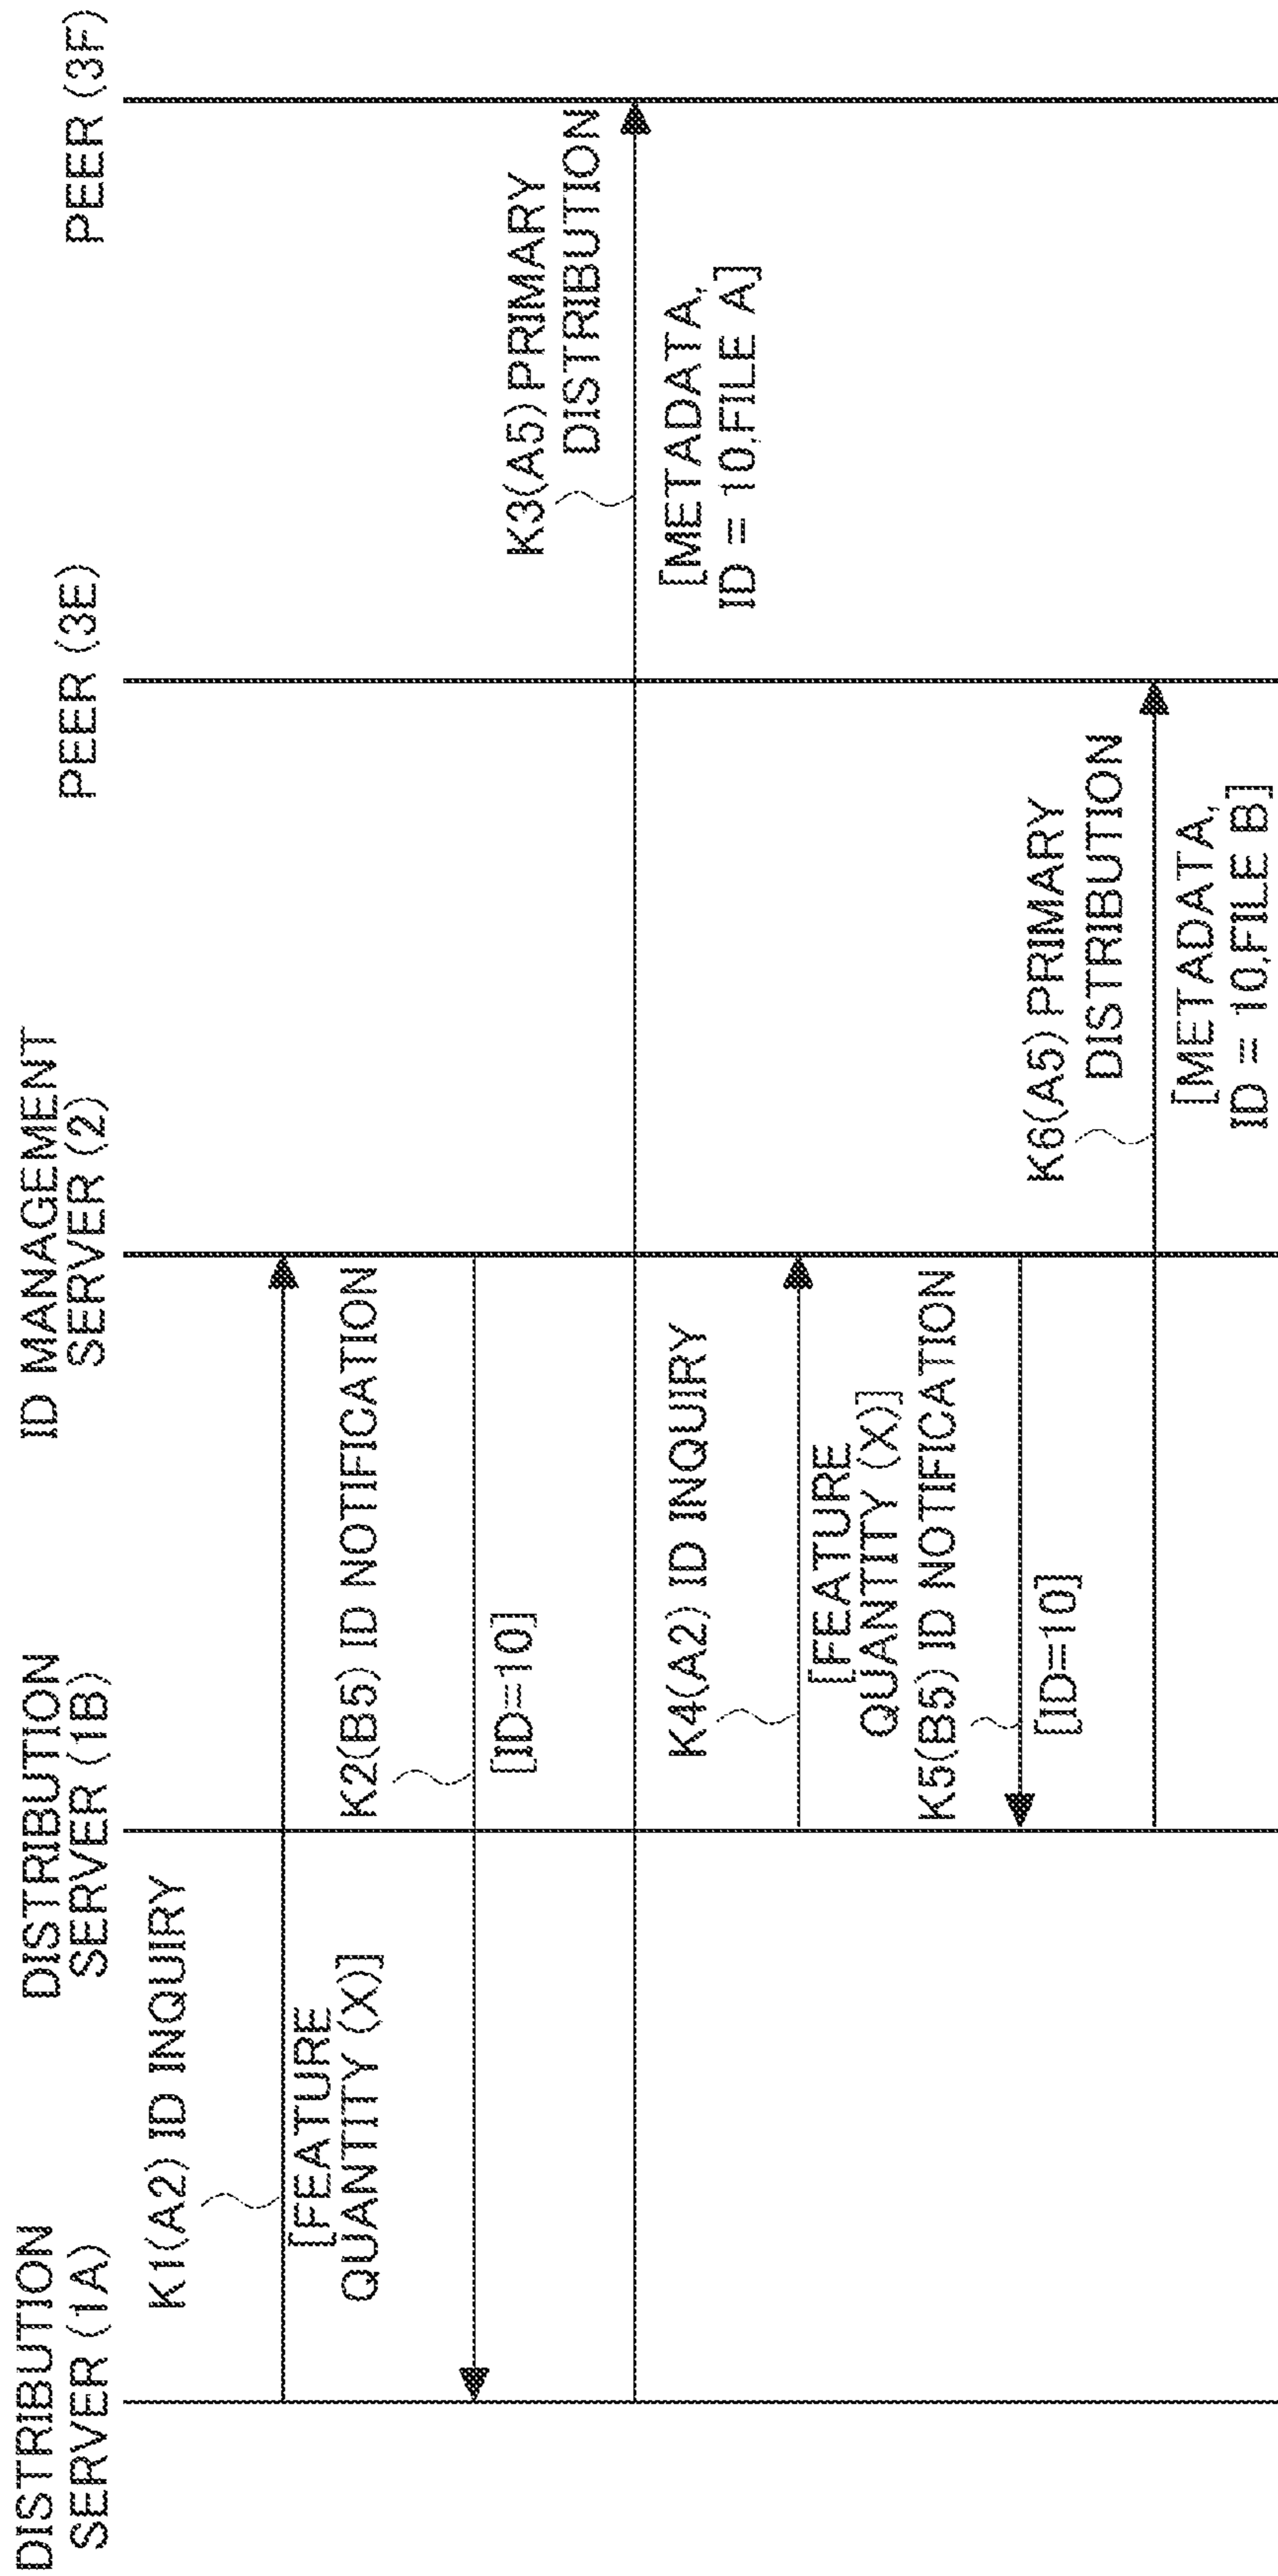 DISTRIBUTION
SERVER (1A)
DISTRIBUTION
SERVER (1B)
ID MANAGEMENT
SERVER (2)
PEER (3E)
PEER (3F)
K1(A2) ID INQUIRY
[FEATURE
QUANTITY (X)]
K2(B5) ID NOTIFICATION
[ID=10]
K3(A5) PRIMARY
DISTRIBUTION
[METADATA,
ID = 10,FILE A]
K4(A2) ID INQUIRY
[FEATURE
QUANTITY (X)]
K5(B5) ID NOTIFICATION
[ID=10]
K6(A5) PRIMARY
DISTRIBUTION
[METADATA,
ID = 10,FILE B]